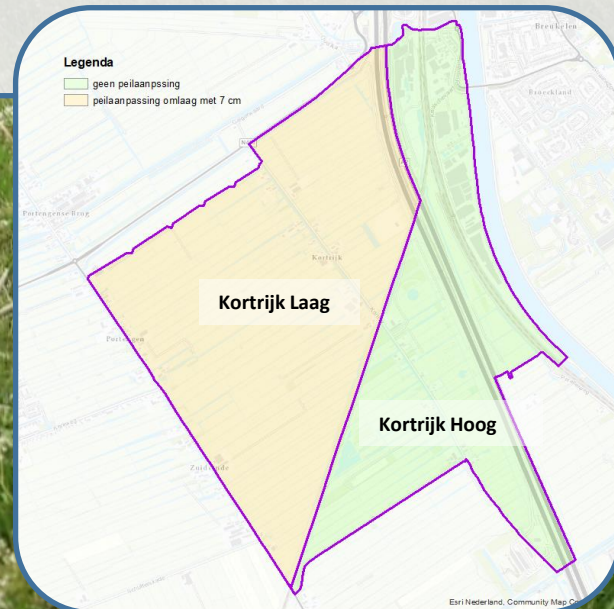 Legenda
geen peilaanpssing
peilaanpassing omlaag met 7 cm
Breukelen
Broeckland
Portengense Brug
Kortrijk
Kortrijk Laag
Portengen
Kortrijk Hoog
Zuideinde
Esri Nederland, Community Map Co